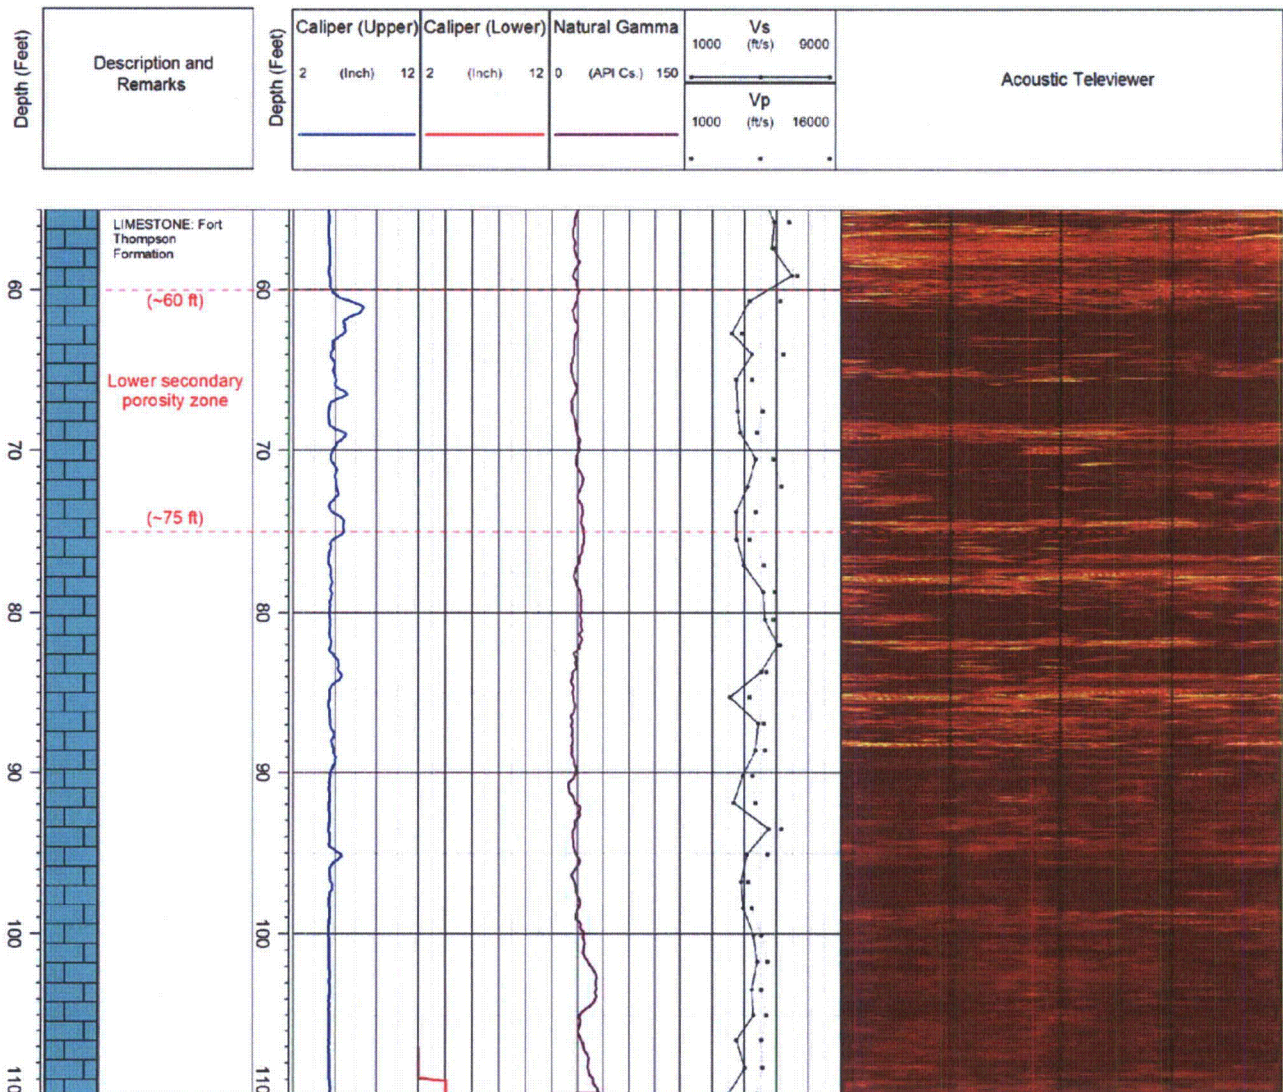 Depth (Feet)
Description and
Remarks
Depth (Feet)
Caliper (Upper)
2 (Inch) 12
Caliper (Lower)
2 (Inch) 12
Natural Gamma
0 (API Cs.) 150
Vs
1000 (ft/s) 9000
Vp
1000 (ft/s) 16000
Acoustic Televiewer
LIMESTONE: Fort
Thompson
Formation
60
(~60 ft)
60
Lower secondary
porosity zone
70
70
(~75 ft)
80
80
90
90
100
100
110
110